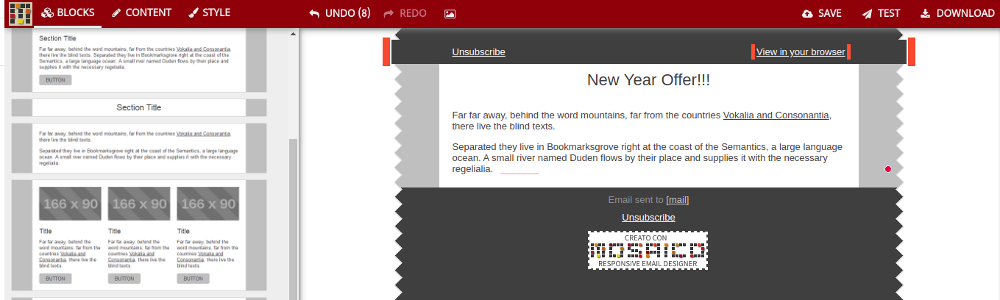 BLOCKS CONTENT STYLE UNDO (8) REDO SAVE TEST DOWNLOAD
Section Title
Far far away, behind the word mountains, far from the countries Vokalia and Consonantia,
there live the blind texts. Separated they live in Bookmarksgrove right at the coast of the
Semantics, a large language ocean. A small river named Duden flows by their place and
supplies it with the necessary regelialia.
BUTTON
Section Title
Far far away, behind the word mountains, far from the countries Vokalia and Consonantia,
there live the blind texts.
Separated they live in Bookmarksgrove right at the coast of the Semantics, a large language
ocean. A small river named Duden flows by their place and supplies it with the necessary
regelialia.
166 x 90 166 x 90 166 x 90
Title Title Title
Far far away, behind the Far far away, behind the Far far away, behind the
word mountains, far from the word mountains, far from the word mountains, far from the
countries Vokalia and countries Vokalia and countries Vokalia and
Consonantia, there live the Consonantia, there live the Consonantia, there live the
blind texts. blind texts. blind texts.
BUTTON BUTTON BUTTON
Unsubscribe View in your browser
New Year Offer!!!
Far far away, behind the word mountains, far from the countries Vokalia and Consonantia,
there live the blind texts.
Separated they live in Bookmarksgrove right at the coast of the Semantics, a large language
ocean. A small river named Duden flows by their place and supplies it with the necessary
regelialia.
Email sent to [mail]
Unsubscribe
CREATO CON
MOSAICO
RESPONSIVE EMAIL DESIGNER